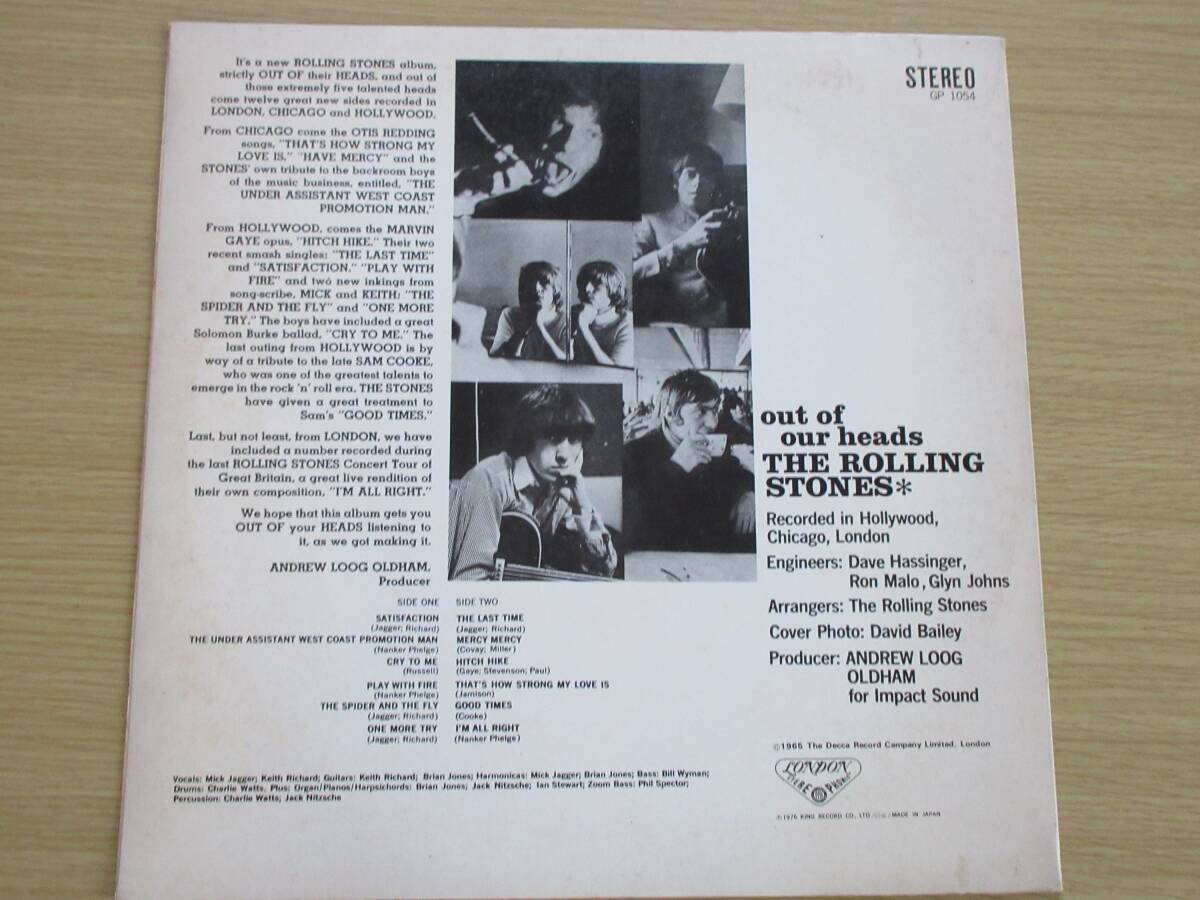 It's a new ROLLING STONES album,
strictly OUT OF their HEADS, and out of
those extremely five talented heads
come twelve great new sides recorded in
LONDON, CHICAGO and HOLLYWOOD.
From CHICAGO come the OTIS REDDING
songs, "THAT'S HOW STRONG MY
LOVE IS," "HAVE MERCY" and the
STONES' own tribute to the backroom boys
of the music business, entitled, "THE
UNDER ASSISTANT WEST COAST
PROMOTION MAN."
From HOLLYWOOD, comes the MARVIN
GAYE opus, "HITCH HIKE." Their two
recent smash singles: "THE LAST TIME"
and "SATISFACTION." "PLAY WITH
FIRE" and two new inkings from
song-scribe, MICK and KEITH; "THE
SPIDER AND THE FLY" and "ONE MORE
TRY." The boys have included a great
Solomon Burke ballad, "CRY TO ME." The
last outing from HOLLYWOOD is by
way of a tribute to the late SAM COOKE,
who was one of the greatest talents to
emerge in the rock 'n' roll era. THE STONES
have given a great treatment to
Sam's "GOOD TIMES."
Last, but not least, from LONDON, we have
included a number recorded during
the last ROLLING STONES Concert Tour of
Great Britain, a great live rendition of
their own composition, "I'M ALL RIGHT."
We hope that this album gets you
OUT OF your HEADS listening to
it, as we got making it.
ANDREW LOOG OLDHAM,
Producer
SIDE ONE
SATISFACTION
(Jagger; Richard)
THE UNDER ASSISTANT WEST COAST PROMOTION MAN
(Nanker Phelge)
CRY TO ME
(Russell)
PLAY WITH FIRE
(Nanker Phelge)
THE SPIDER AND THE FLY
(Jagger; Richard)
ONE MORE TRY
(Jagger; Richard)
SIDE TWO
THE LAST TIME
(Jagger; Richard)
MERCY MERCY
(Covay; Miller)
HITCH HIKE
(Gaye; Stevenson; Paul)
THAT'S HOW STRONG MY LOVE IS
(Jamison)
GOOD TIMES
(Cooke)
I'M ALL RIGHT
(Nanker Phelge)
Vocals: Mick Jagger; Keith Richard; Guitars: Keith Richard; Brian Jones; Harmonicas: Mick Jagger; Brian Jones; Bass: Bill Wyman;
Drums: Charlie Watts. Plus: Organ/Pianos/Harpsichords: Brian Jones; Jack Nitzsche; Ian Stewart; Zoom Bass: Phil Spector;
Percussion: Charlie Watts; Jack Nitzsche
STEREO
GP 1054
out of
our heads
THE ROLLING
STONES*
Recorded in Hollywood,
Chicago, London
Engineers: Dave Hassinger,
Ron Malo, Glyn Johns
Arrangers: The Rolling Stones
Cover Photo: David Bailey
Producer: ANDREW LOOG
OLDHAM
for Impact Sound
©1965 The Decca Record Company Limited, London
LONDON
STEREO PHONIC
℗1976 KING RECORD CO., LTD./MADE IN JAPAN